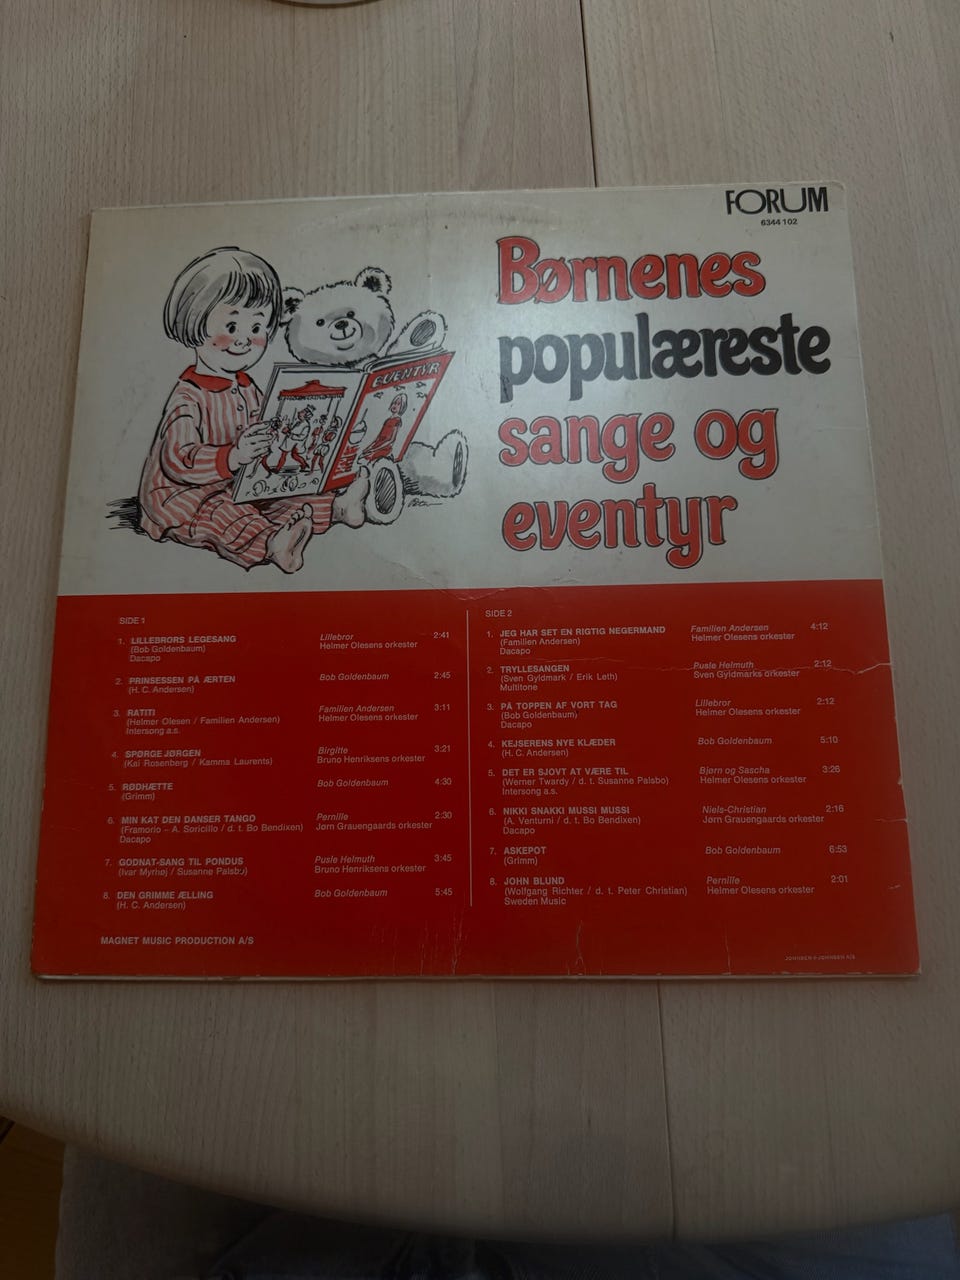 FORUM
6344 102
Børnenes
populæreste
sange og
eventyr
EVENTYR
SIDE 1
1. LILLEBRORS LEGESANG Lillebror 2:41
(Bob Goldenbaum) Helmer Olesens orkester
Dacapo
2. PRINSESSEN PÅ ÆRTEN Bob Goldenbaum 2:45
(H. C. Andersen)
3. RATITI Familien Andersen 3:11
(Helmer Olesen / Familien Andersen) Helmer Olesens orkester
Intersong a.s.
4. SPØRGE JØRGEN Birgitte 3:21
(Kai Rosenberg / Kamma Laurents) Bruno Henriksens orkester
5. RØDHÆTTE Bob Goldenbaum 4:30
(Grimm)
6. MIN KAT DEN DANSER TANGO Pernille 2:30
(Framorio – A. Soricillo / d. t. Bo Bendixen) Jørn Grauengaards orkester
Dacapo
7. GODNAT-SANG TIL PONDUS Pusle Helmuth 3:45
(Ivar Myrhøj / Susanne Palsbo) Bruno Henriksens orkester
8. DEN GRIMME ÆLLING Bob Goldenbaum 5:45
(H. C. Andersen)
MAGNET MUSIC PRODUCTION A/S
SIDE 2
1. JEG HAR SET EN RIGTIG NEGERMAND Familien Andersen 4:12
(Familien Andersen) Helmer Olesens orkester
Dacapo
2. TRYLLESANGEN Pusle Helmuth 2:12
(Sven Gyldmark / Erik Leth) Sven Gyldmarks orkester
Multitone
3. PÅ TOPPEN AF VORT TAG Lillebror 2:12
(Bob Goldenbaum) Helmer Olesens orkester
Dacapo
4. KEJSERENS NYE KLÆDER Bob Goldenbaum 5:10
(H. C. Andersen)
5. DET ER SJOVT AT VÆRE TIL Bjørn og Sascha 3:26
(Werner Twardy / d. t. Susanne Palsbo) Helmer Olesens orkester
Intersong a.s.
6. NIKKI SNAKKI MUSSI MUSSI Niels-Christian 2:16
(A. Venturni / d. t. Bo Bendixen) Jørn Grauengaards orkester
Dacapo
7. ASKEPOT Bob Goldenbaum 6:53
(Grimm)
8. JOHN BLUND Pernille 2:01
(Wolfgang Richter / d. t. Peter Christian) Helmer Olesens orkester
Sweden Music
JOHNSEN & JOHNSEN A/S